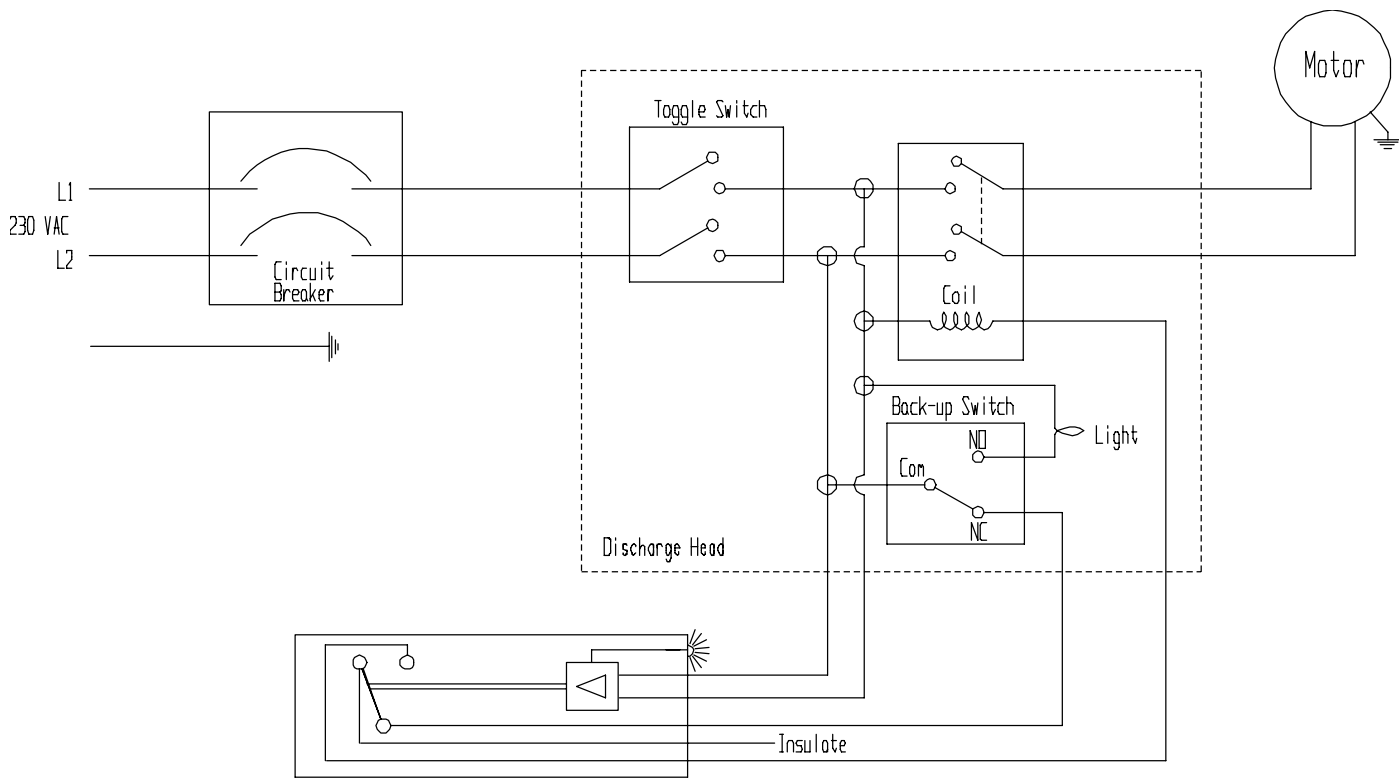 Motor
Toggle Switch
L1
230 VAC
L2
Circuit
Breaker
Coil
Back-up Switch
NO
Light
Com
NC
Discharge Head
Insulate